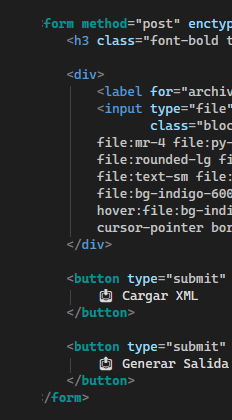 <form method="post" enctyp
<h3 class="font-bold t
<div>
<label for="archiv
<input type="file"
class="bloc
file:mr-4 file:py-
file:rounded-lg fi
file:text-sm file:
file:bg-indigo-600
hover:file:bg-indi
cursor-pointer bor
</div>
<button type="submit"
📤 Cargar XML
</button>
<button type="submit"
📤 Generar Salida
</button>
</form>